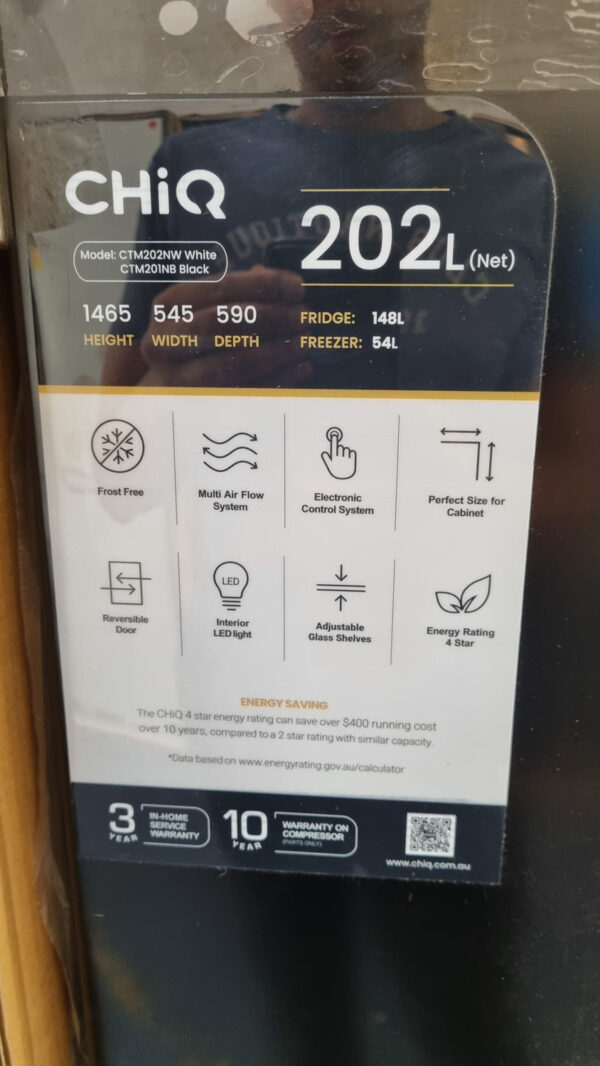 CHiQ
Model: CTM202NW White
CTM201NB Black
202L (Net)
1465 545 590
HEIGHT WIDTH DEPTH
FRIDGE: 148L
FREEZER: 54L
Frost Free
Multi Air Flow
System
Electronic
Control System
Perfect Size for
Cabinet
Reversible
Door
LED
Interior
LED light
Adjustable
Glass Shelves
Energy Rating
4 Star
ENERGY SAVING
The CHiQ 4 star energy rating can save over $400 running cost
over 10 years, compared to a 2 star rating with similar capacity.
*Data based on www.energyrating.gov.au/calculator
3 YEAR
IN-HOME
SERVICE
WARRANTY
10 YEAR
WARRANTY ON
COMPRESSOR
(PARTS ONLY)
www.chiq.com.au